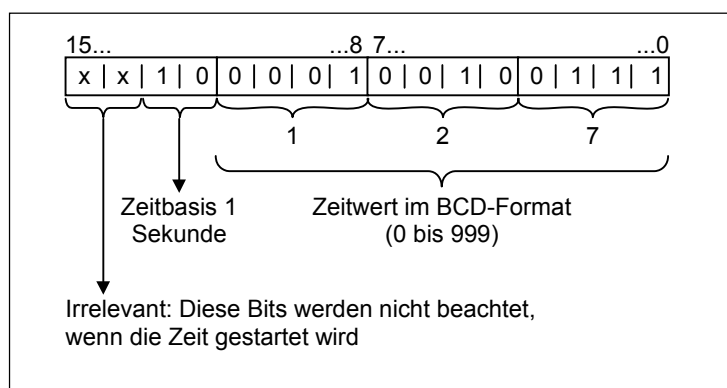 15... ...8 7... ...0
x | x 1 | 0 0 | 0 | 0 | 1 0 | 0 | 1 | 0 0 | 1 | 1 | 1
1 2 7
Zeitbasis 1 Zeitwert im BCD-Format
Sekunde (0 bis 999)
Irrelevant: Diese Bits werden nicht beachtet,
wenn die Zeit gestartet wird